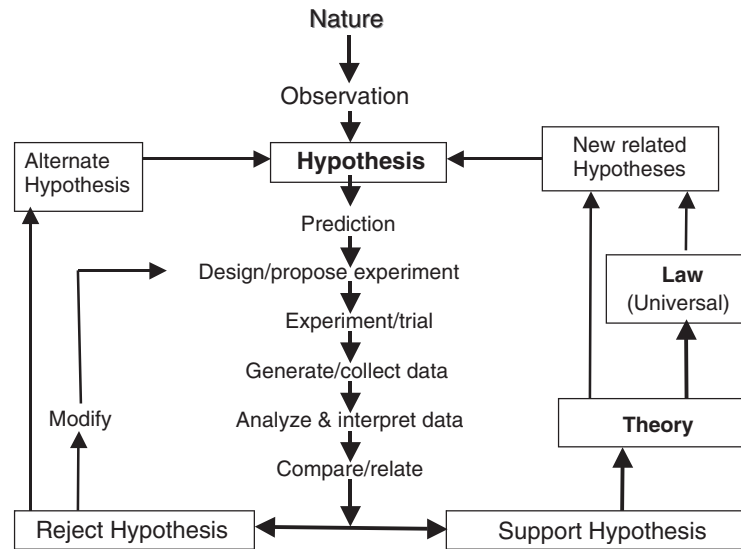 Nature
Observation
Alternate
Hypothesis
Hypothesis
New related
Hypotheses
Prediction
Design/propose experiment
Law
(Universal)
Experiment/trial
Generate/collect data
Modify
Analyze & interpret data
Theory
Compare/relate
Reject Hypothesis
Support Hypothesis